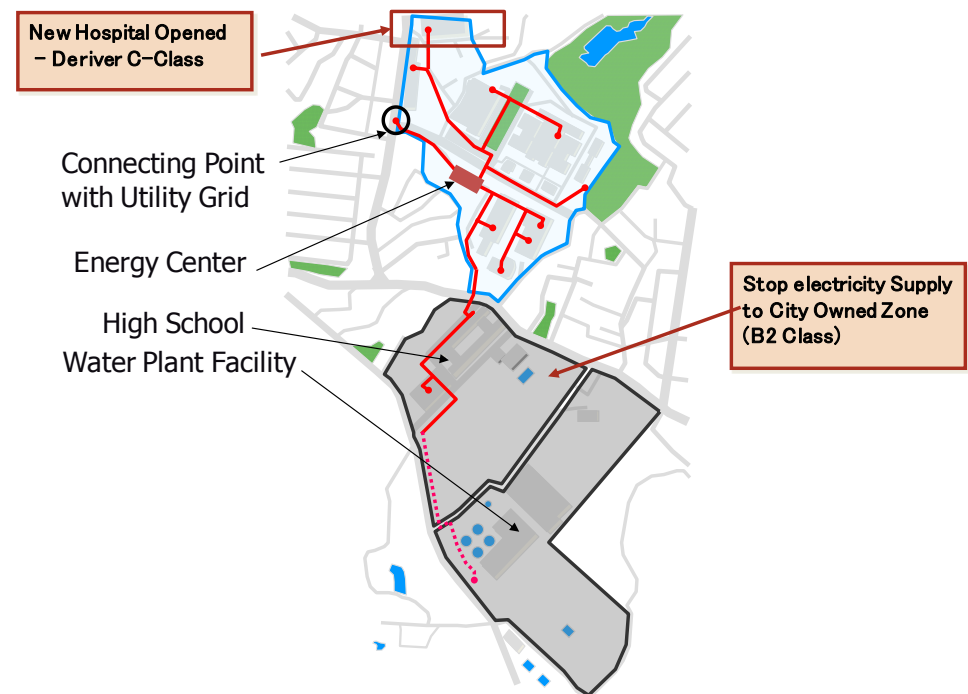 New Hospital Opened
– Deriver C-Class
Connecting Point
with Utility Grid
Energy Center
High School
Water Plant Facility
Stop electricity Supply
to City Owned Zone
(B2 Class)